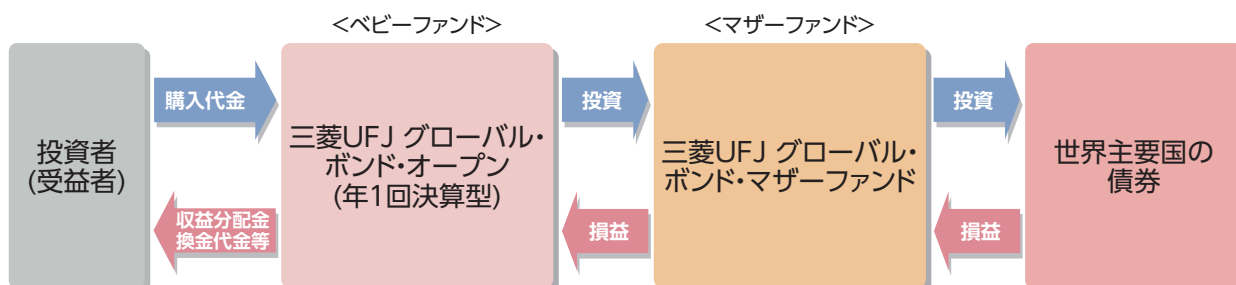 <ベビーファンド>
<マザーファンド>
投資者
(受益者)
購入代金
収益分配金
換金代金等
三菱UFJ グローバル・
ボンド・オープン
(年1回決算型)
投資
損益
三菱UFJ グローバル・
ボンド・マザーファンド
投資
損益
世界主要国の
債券